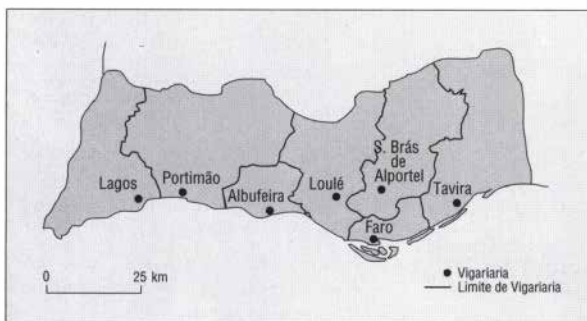 S. Brás
de
Alportel
Lagos
Portimão
Albufeira
Loulé
Tavira
Faro
0 25 km
Vigariaria
Limite de Vigariaria